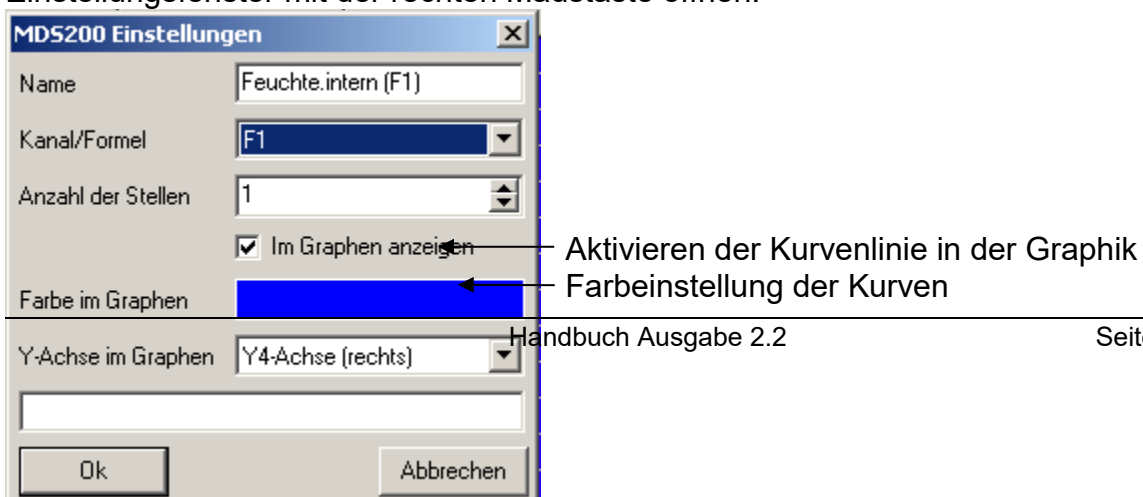 Einstellungsfenster mit der rechten Maustaste öffnen.
MDS200 Einstellungen
Name Feuchte.intern (F1)
Kanal/Formel F1
Anzahl der Stellen 1
Im Graphen anzeigen Aktivieren der Kurvenlinie in der Graphik
Farbe im Graphen Farbeinstellung der Kurven
Handbuch Ausgabe 2.2 Seite
Y-Achse im Graphen Y4-Achse (rechts)
Ok Abbrechen